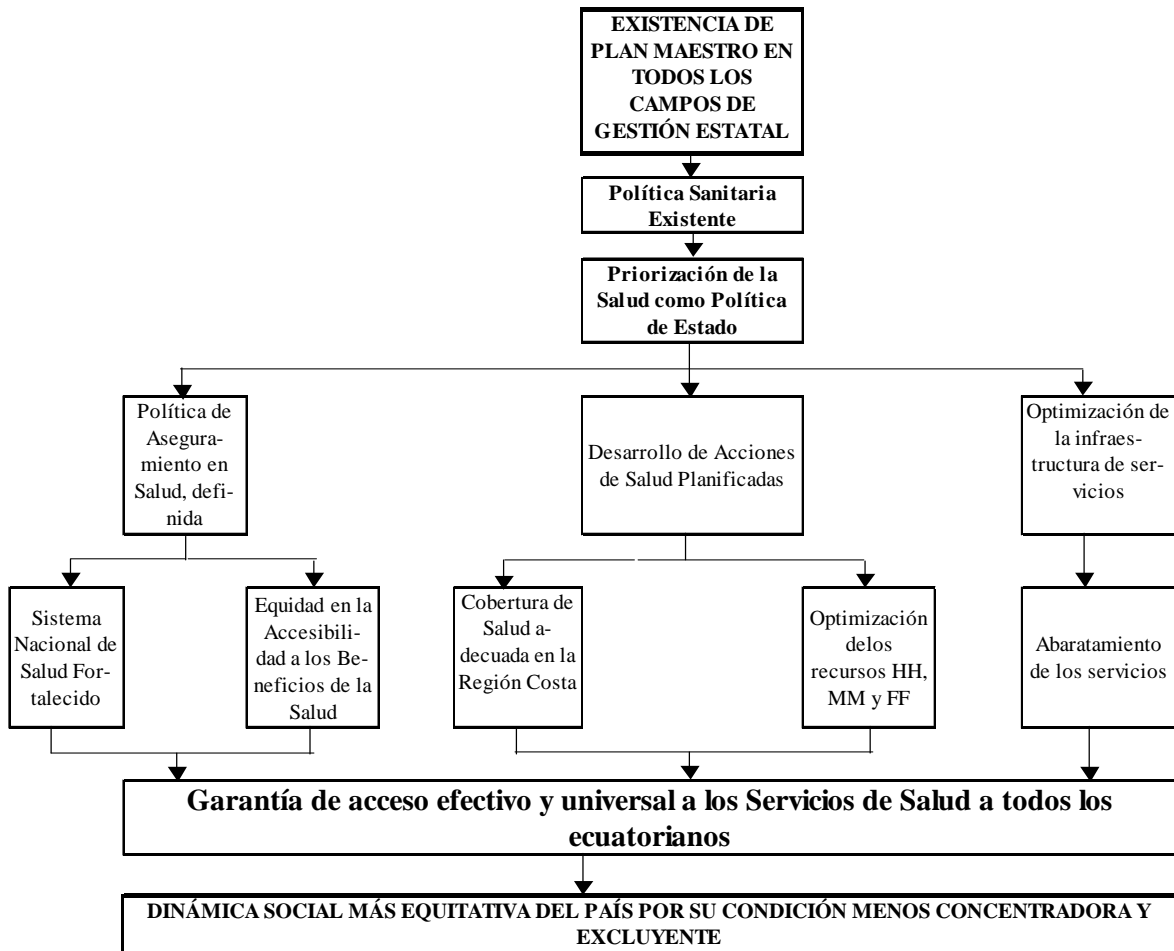 EXISTENCIA DE
PLAN MAESTRO EN
TODOS LOS
CAMPOS DE
GESTIÓN ESTATAL
Política Sanitaria
Existente
Priorización de la
Salud como Política
de Estado
Política de
Asegura-
miento en
Salud, defi-
nida
Desarrollo de Acciones
de Salud Planificadas
Optimización de
la infraes-
tructura de ser-
vicios
Sistema
Nacional de
Salud For-
talecido
Equidad en la
Accesibili-
dad a los Be-
neficios de la
Salud
Cobertura de
Salud a-
decuada en la
Región Costa
Optimización
delos
recursos HH,
MM y FF
Abaratamiento
de los servicios
Garantía de acceso efectivo y universal a los Servicios de Salud a todos los
ecuatorianos
DINÁMICA SOCIAL MÁS EQUITATIVA DEL PAÍS POR SU CONDICIÓN MENOS CONCENTRADORA Y
EXCLUYENTE